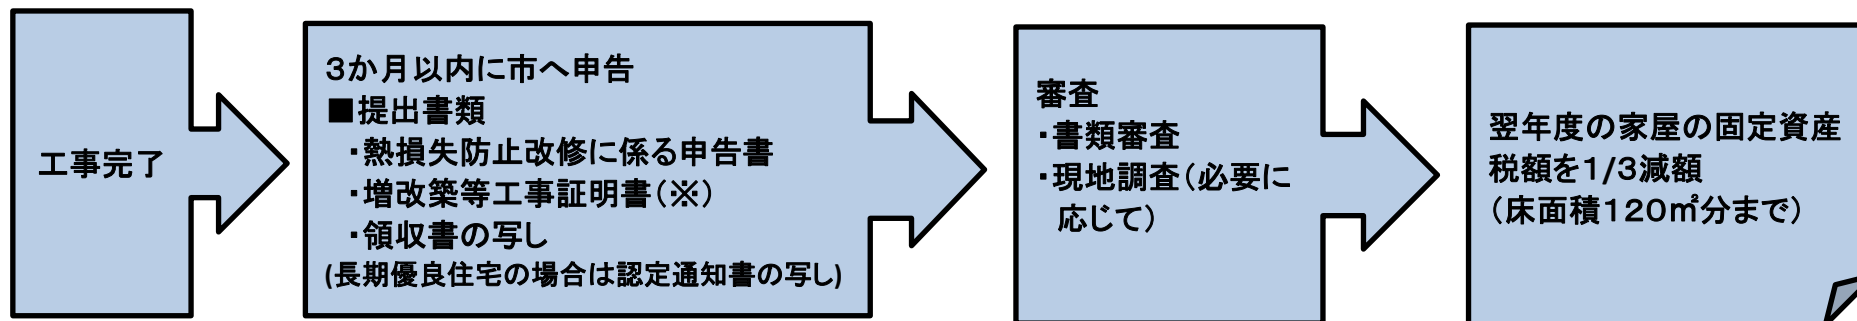 工事完了
3か月以内に市へ申告
■提出書類
・熱損失防止改修に係る申告書
・増改築等工事証明書(※)
・領収書の写し
(長期優良住宅の場合は認定通知書の写し)
審査
・書類審査
・現地調査(必要に
応じて)
翌年度の家屋の固定資産
税額を1/3減額
(床面積120㎡分まで)